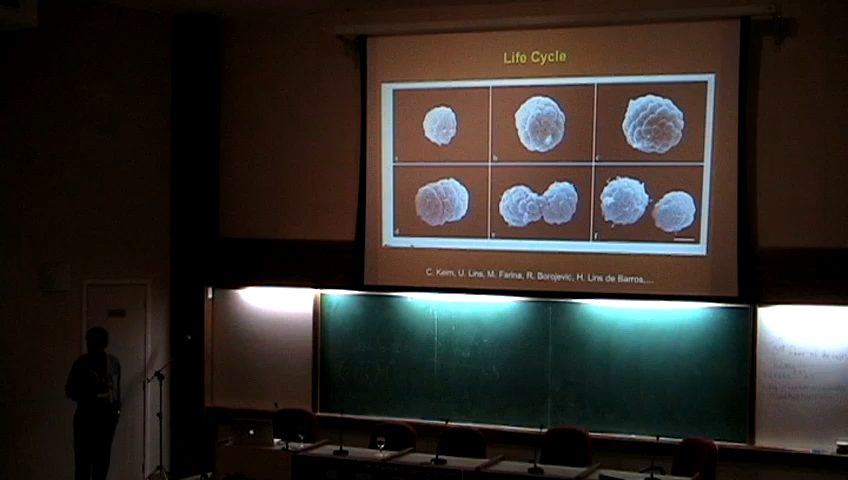 Life Cycle
a b c
d e f
C. Keim, U. Lins, M. Farina, R. Borojevic, H. Lins de Barros,...